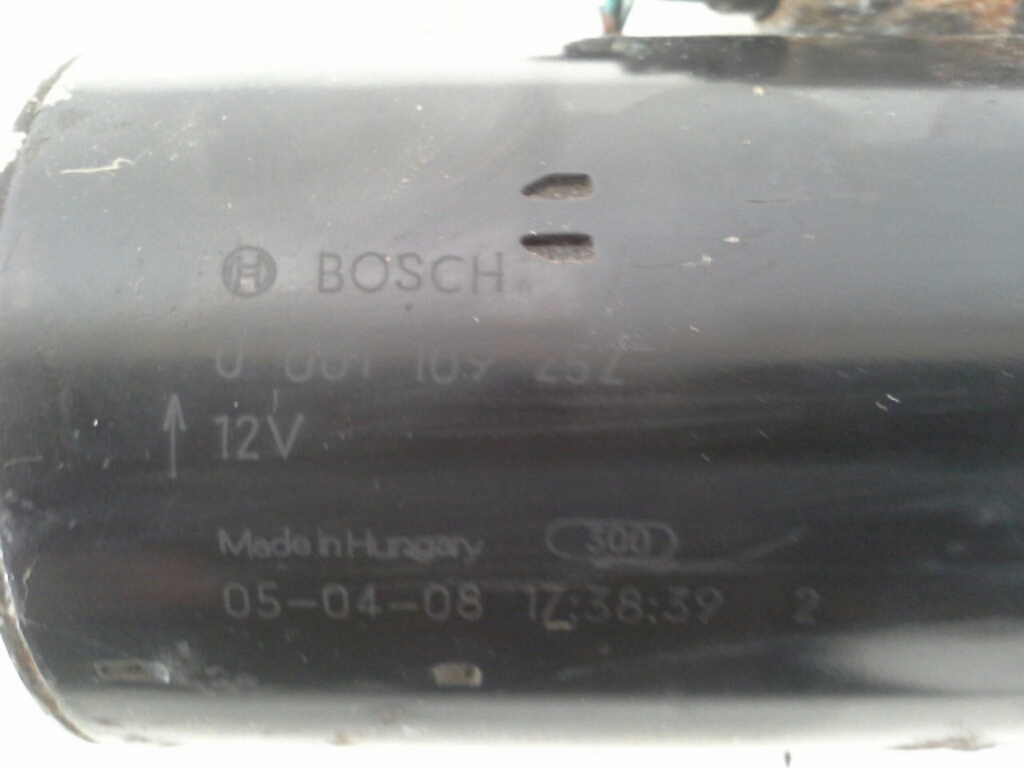 BOSCH
0 001 109 252
12V
Made in Hungary 300
05-04-08 17:38:39 2